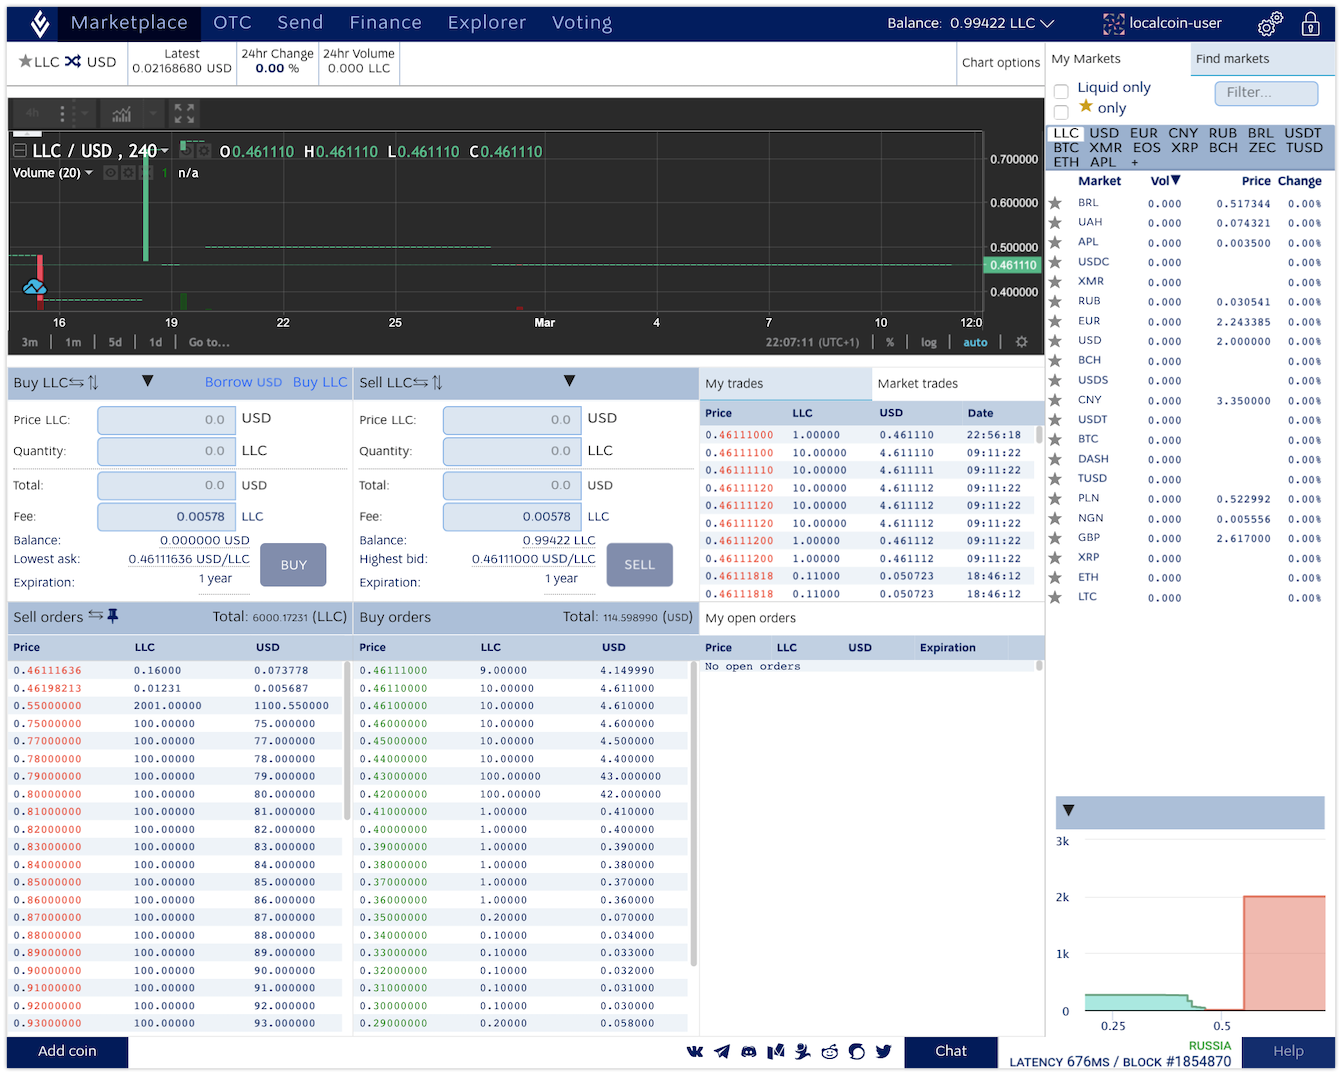 Marketplace OTC Send Finance Explorer Voting Balance: 0.99422 LLC localcoin-user
LLC USD
Latest
0.02168680 USD
24hr Change
0.00 %
24hr Volume
0.000 LLC
Chart options
4h
LLC / USD , 240 O0.461110 H0.461110 L0.461110 C0.461110
Volume (20) 1 n/a
0.700000
0.600000
0.500000
0.461110
0.400000
16 19 22 25 Mar 4 7 10 12:0
3m 1m 5d 1d Go to... 22:07:11 (UTC+1) % log auto
Buy LLC Borrow USD Buy LLC
Price LLC: 0.0 USD
Quantity: 0.0 LLC
Total: 0.0 USD
Fee: 0.00578 LLC
Balance: 0.000000 USD
Lowest ask: 0.46111636 USD/LLC
Expiration: 1 year
BUY
Sell LLC
Price LLC: 0.0 USD
Quantity: 0.0 LLC
Total: 0.0 USD
Fee: 0.00578 LLC
Balance: 0.99422 LLC
Highest bid: 0.46111000 USD/LLC
Expiration: 1 year
SELL
My trades Market trades
Price LLC USD Date
0.46111000 1.00000 0.461110 22:56:18
0.46111100 10.00000 4.611110 09:11:22
0.46111110 10.00000 4.611111 09:11:22
0.46111120 10.00000 4.611112 09:11:22
0.46111120 10.00000 4.611112 09:11:22
0.46111120 10.00000 4.611112 09:11:22
0.46111200 1.00000 0.461112 09:11:22
0.46111200 1.00000 0.461112 09:11:22
0.46111818 0.11000 0.050723 18:46:12
0.46111818 0.11000 0.050723 18:46:12
Sell orders Total: 6000.17231 (LLC)
Price LLC USD
0.46111636 0.16000 0.073778
0.46198213 0.01231 0.005687
0.55000000 2001.00000 1100.550000
0.75000000 100.00000 75.000000
0.77000000 100.00000 77.000000
0.78000000 100.00000 78.000000
0.79000000 100.00000 79.000000
0.80000000 100.00000 80.000000
0.81000000 100.00000 81.000000
0.82000000 100.00000 82.000000
0.83000000 100.00000 83.000000
0.84000000 100.00000 84.000000
0.85000000 100.00000 85.000000
0.86000000 100.00000 86.000000
0.87000000 100.00000 87.000000
0.88000000 100.00000 88.000000
0.89000000 100.00000 89.000000
0.90000000 100.00000 90.000000
0.91000000 100.00000 91.000000
0.92000000 100.00000 92.000000
0.93000000 100.00000 93.000000
Buy orders Total: 114.598990 (USD)
Price LLC USD
0.46111000 9.00000 4.149990
0.46110000 10.00000 4.611000
0.46100000 10.00000 4.610000
0.46000000 10.00000 4.600000
0.45000000 10.00000 4.500000
0.44000000 10.00000 4.400000
0.43000000 100.00000 43.000000
0.42000000 100.00000 42.000000
0.41000000 1.00000 0.410000
0.40000000 1.00000 0.400000
0.39000000 1.00000 0.390000
0.38000000 1.00000 0.380000
0.37000000 1.00000 0.370000
0.36000000 1.00000 0.360000
0.35000000 0.20000 0.070000
0.34000000 0.10000 0.034000
0.33000000 0.10000 0.033000
0.32000000 0.10000 0.032000
0.31000000 0.10000 0.031000
0.30000000 0.10000 0.030000
0.29000000 0.20000 0.058000
My open orders
Price LLC USD Expiration
No open orders
My Markets Find markets
Liquid only
only
Filter...
LLC USD EUR CNY RUB BRL USDT
BTC XMR EOS XRP BCH ZEC TUSD
ETH APL +
Market Vol Price Change
BRL 0.000 0.517344 0.00%
UAH 0.000 0.074321 0.00%
APL 0.000 0.003500 0.00%
USDC 0.000 0.00%
XMR 0.000 0.00%
RUB 0.000 0.030541 0.00%
EUR 0.000 2.243385 0.00%
USD 0.000 2.000000 0.00%
BCH 0.000 0.00%
USDS 0.000 0.00%
CNY 0.000 3.350000 0.00%
USDT 0.000 0.00%
BTC 0.000 0.00%
DASH 0.000 0.00%
TUSD 0.000 0.00%
PLN 0.000 0.522992 0.00%
NGN 0.000 0.005556 0.00%
GBP 0.000 2.617000 0.00%
XRP 0.000 0.00%
ETH 0.000 0.00%
LTC 0.000 0.00%
3k
2k
1k
0
0.25 0.5
Add coin
Chat
RUSSIA
LATENCY 676MS / BLOCK #1854870
Help